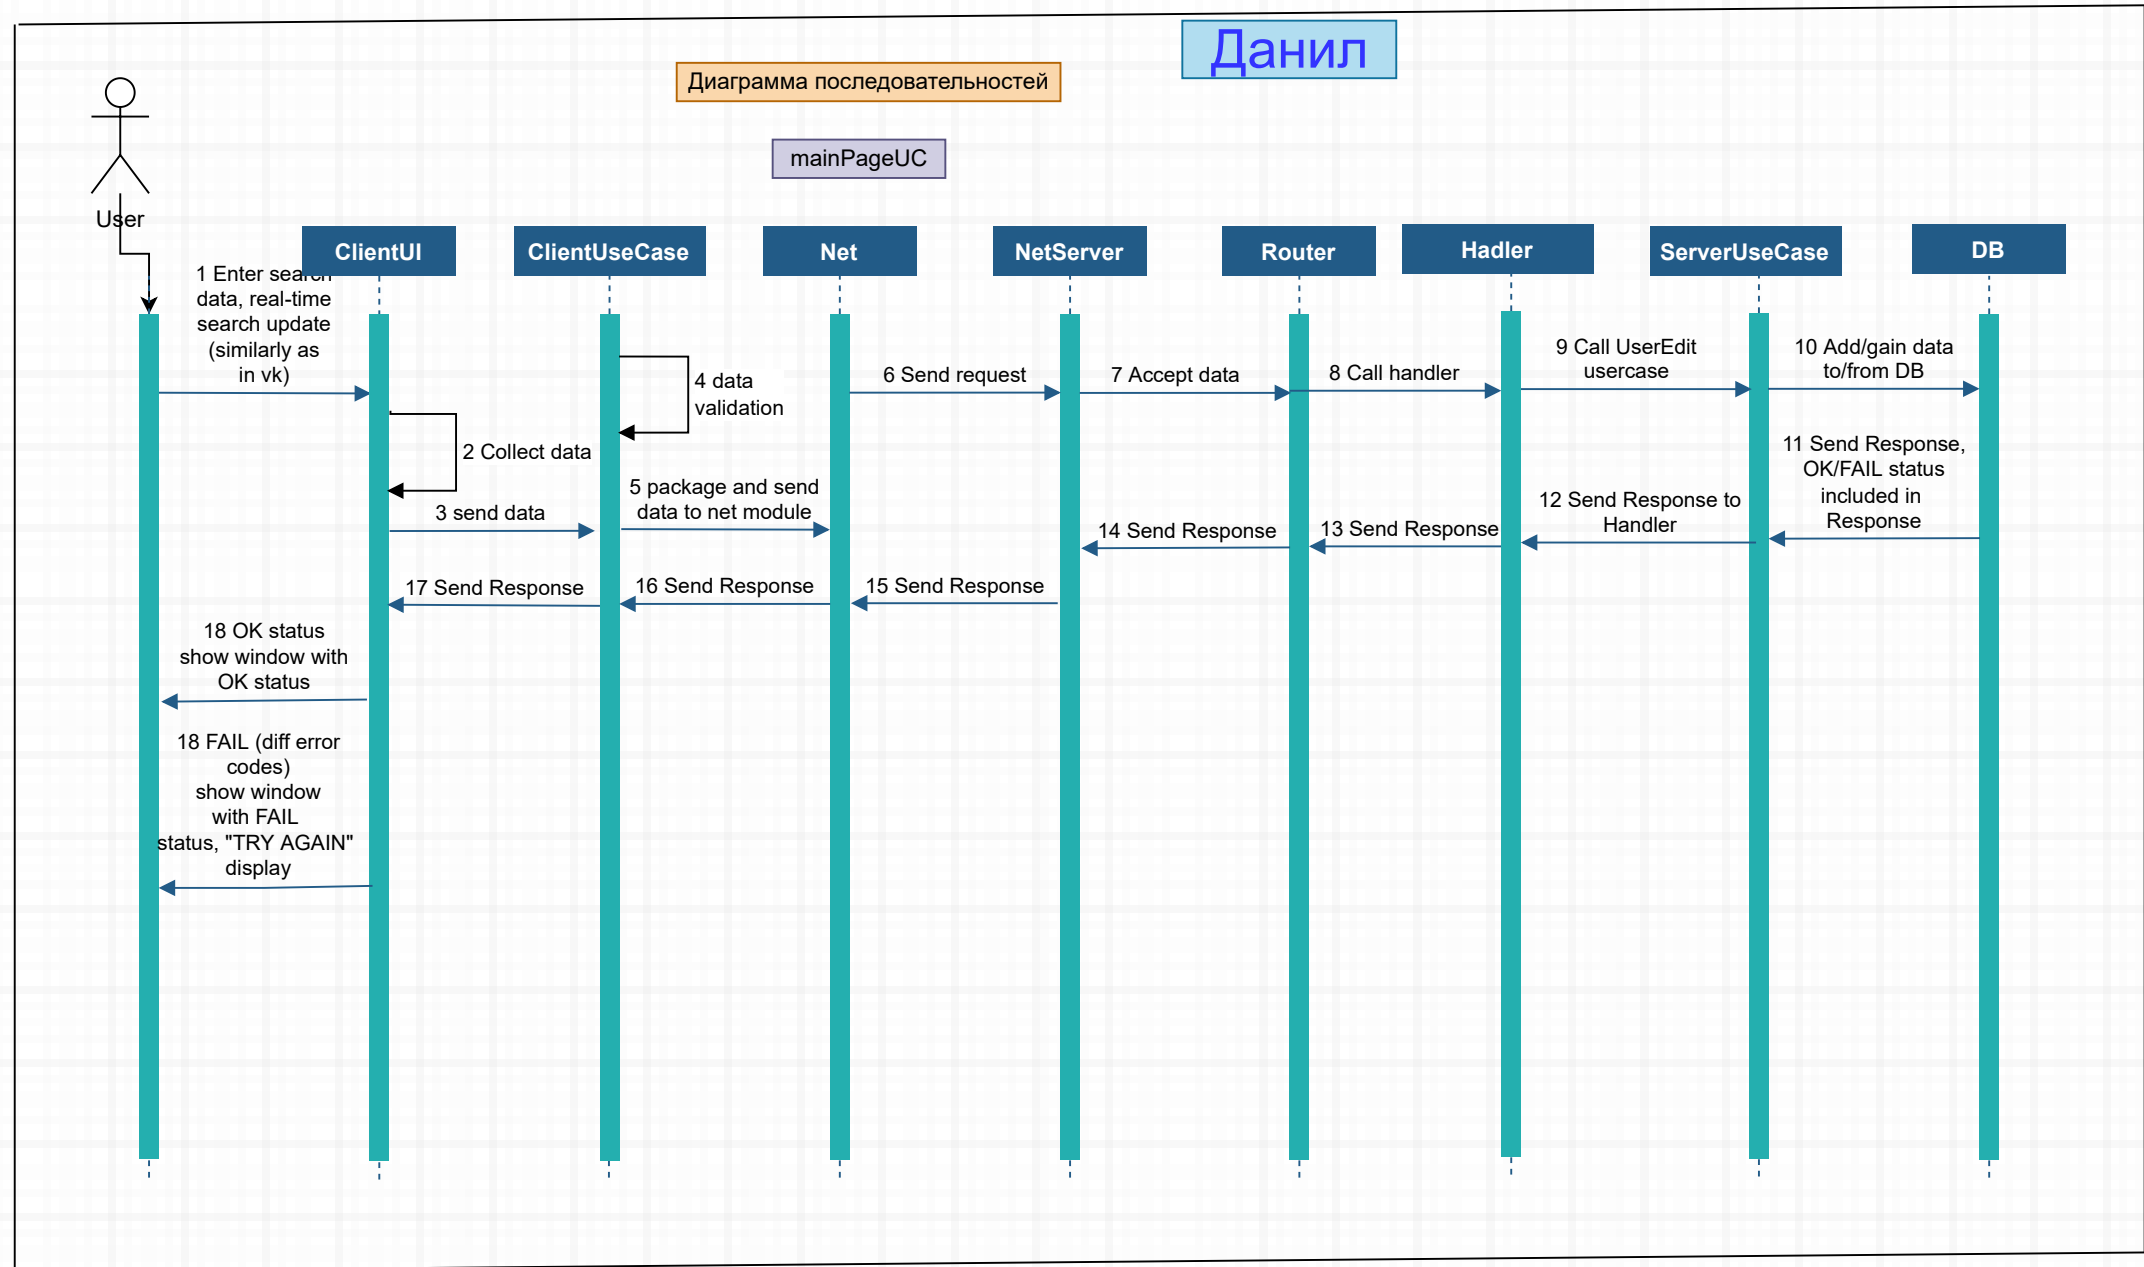 Данил
Диаграмма последовательностей
mainPageUC
User
ClientUI
ClientUseCase
Net
NetServer
Router
Hadler
ServerUseCase
DB
1 Enter search
data, real-time
search update
(similarly as
in vk)
2 Collect data
3 send data
4 data
validation
5 package and send
data to net module
6 Send request
7 Accept data
8 Call handler
9 Call UserEdit
usercase
10 Add/gain data
to/from DB
11 Send Response,
OK/FAIL status
included in
Response
12 Send Response to
Handler
13 Send Response
14 Send Response
15 Send Response
16 Send Response
17 Send Response
18 OK status
show window with
OK status
18 FAIL (diff error
codes)
show window
with FAIL
status, "TRY AGAIN"
display